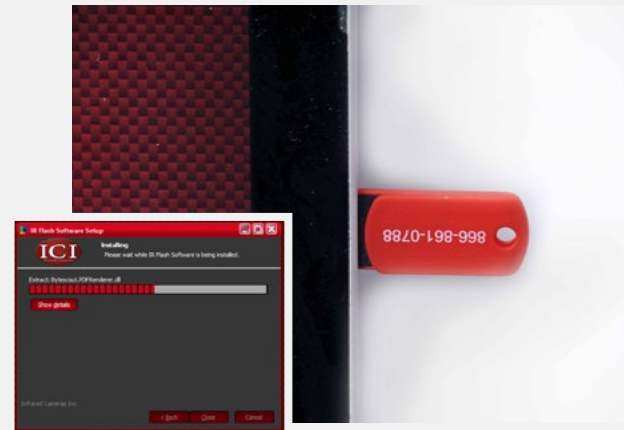 866-861-0788
IR Flash Software Setup
ICI
Installing
Please wait while IR Flash Software is being installed.
Extract: Bytescout.PDFRenderer.dll
Show details
Infrared Cameras Inc.
< Back Close Cancel